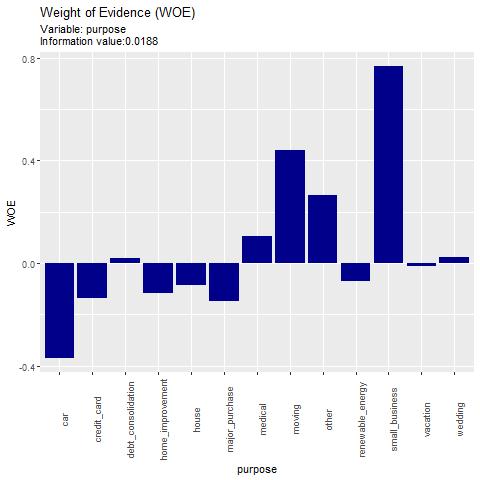 Weight of Evidence (WOE)
Variable: purpose
Information value:0.0188
0.8
0.4
0.0
-0.4
WOE
car
credit_card
debt_consolidation
home_improvement
house
major_purchase
medical
moving
other
renewable_energy
small_business
vacation
wedding
purpose